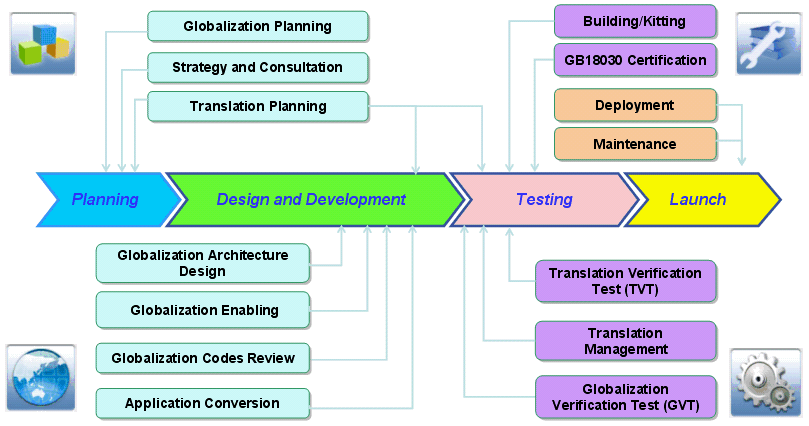 Globalization Planning
Strategy and Consultation
Translation Planning
Building/Kitting
GB18030 Certification
Deployment
Maintenance
Planning
Design and Development
Testing
Launch
Globalization Architecture
Design
Globalization Enabling
Globalization Codes Review
Application Conversion
Translation Verification
Test (TVT)
Translation
Management
Globalization
Verification Test (GVT)